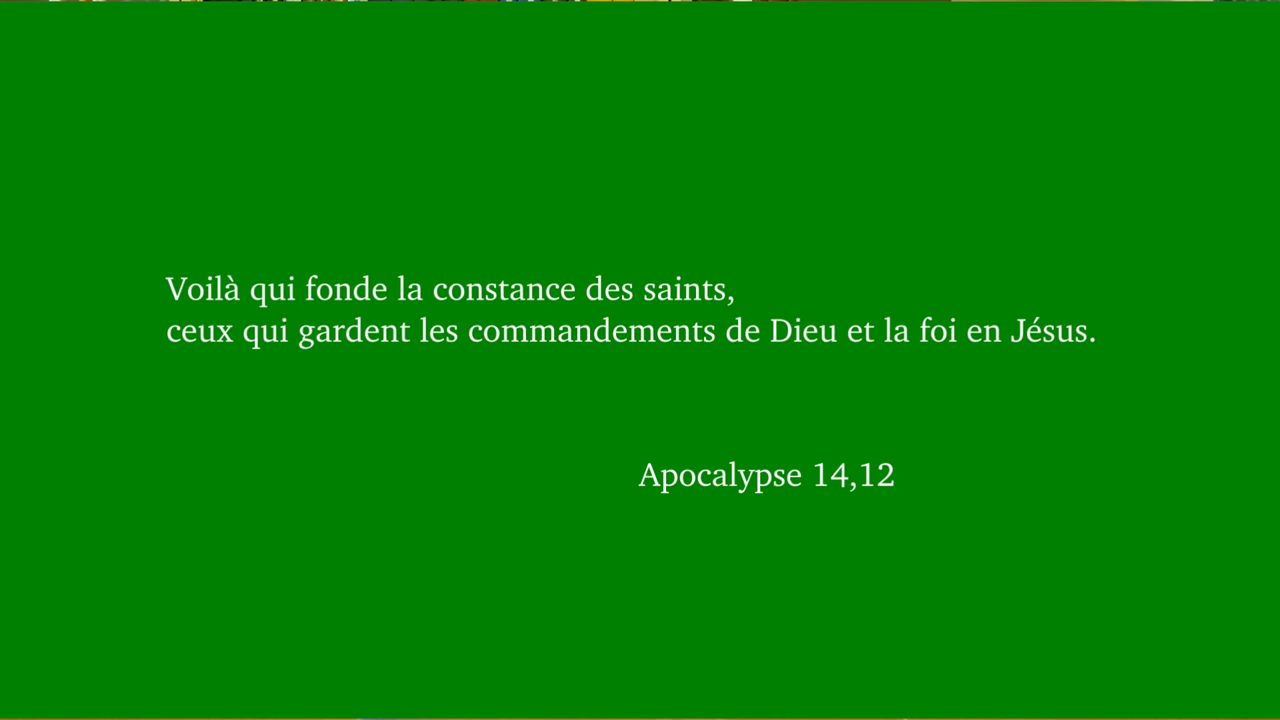 Voilà qui fonde la constance des saints,
ceux qui gardent les commandements de Dieu et la foi en Jésus.
Apocalypse 14,12